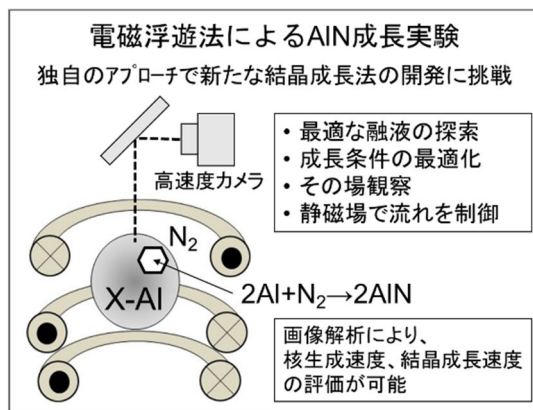 電磁浮遊法によるAlN成長実験
独自のアプローチで新たな結晶成長法の開発に挑戦
高速度カメラ
• 最適な融液の探索
• 成長条件の最適化
• その場観察
• 静磁場で流れを制御
N₂
X-Al
2Al+N₂→2AlN
画像解析により、
核生成速度、結晶成長速度
の評価が可能